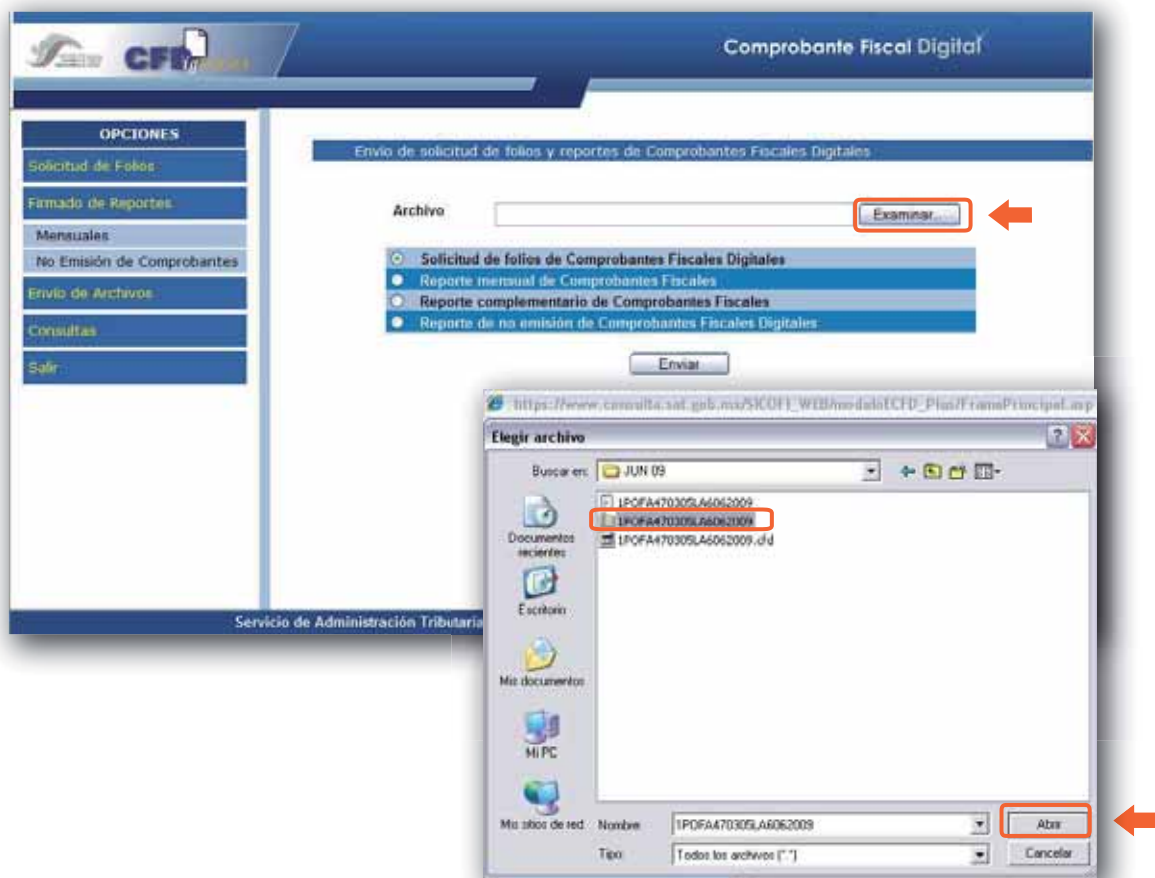 CFD
Comprobante Fiscal Digital
OPCIONES
Solicitud de Folios
Firmado de Reportes
Mensuales
No Emisión de Comprobantes
Envío de Archivos
Consultas
Salir
Envío de solicitud de folios y reportes de Comprobantes Fiscales Digitales
Archivo
Examinar...
Solicitud de folios de Comprobantes Fiscales Digitales
Reporte mensual de Comprobantes Fiscales
Reporte complementario de Comprobantes Fiscales
Reporte de no emisión de Comprobantes Fiscales Digitales
Enviar
Servicio de Administración Tributaria
https://www.consulta.sat.gob.mx/SICOFI_WEB/moduloECFD_Plus/FramePrincipal.asp
Elegir archivo
Buscar en: JUN 09
1POFA470305LA6062009
1POFA470305LA6062009
1POFA470305LA6062009.cfd
Documentos recientes
Escritorio
Mis documentos
Mi PC
Mis sitios de red
Nombre: 1POFA470305LA6062009
Abrir
Tipo: Todos los archivos (*.*)
Cancelar